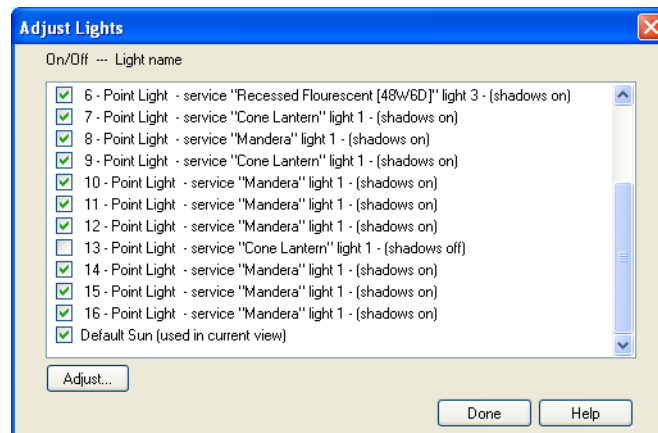 Adjust Lights
On/Off --- Light name
6 - Point Light - service "Recessed Flourescent [48W6D]" light 3 - (shadows on)
7 - Point Light - service "Cone Lantern" light 1 - (shadows on)
8 - Point Light - service "Mandera" light 1 - (shadows on)
9 - Point Light - service "Cone Lantern" light 1 - (shadows on)
10 - Point Light - service "Mandera" light 1 - (shadows on)
11 - Point Light - service "Mandera" light 1 - (shadows on)
12 - Point Light - service "Mandera" light 1 - (shadows on)
13 - Point Light - service "Cone Lantern" light 1 - (shadows off)
14 - Point Light - service "Mandera" light 1 - (shadows on)
15 - Point Light - service "Mandera" light 1 - (shadows on)
16 - Point Light - service "Mandera" light 1 - (shadows on)
Default Sun (used in current view)
Adjust...
Done Help